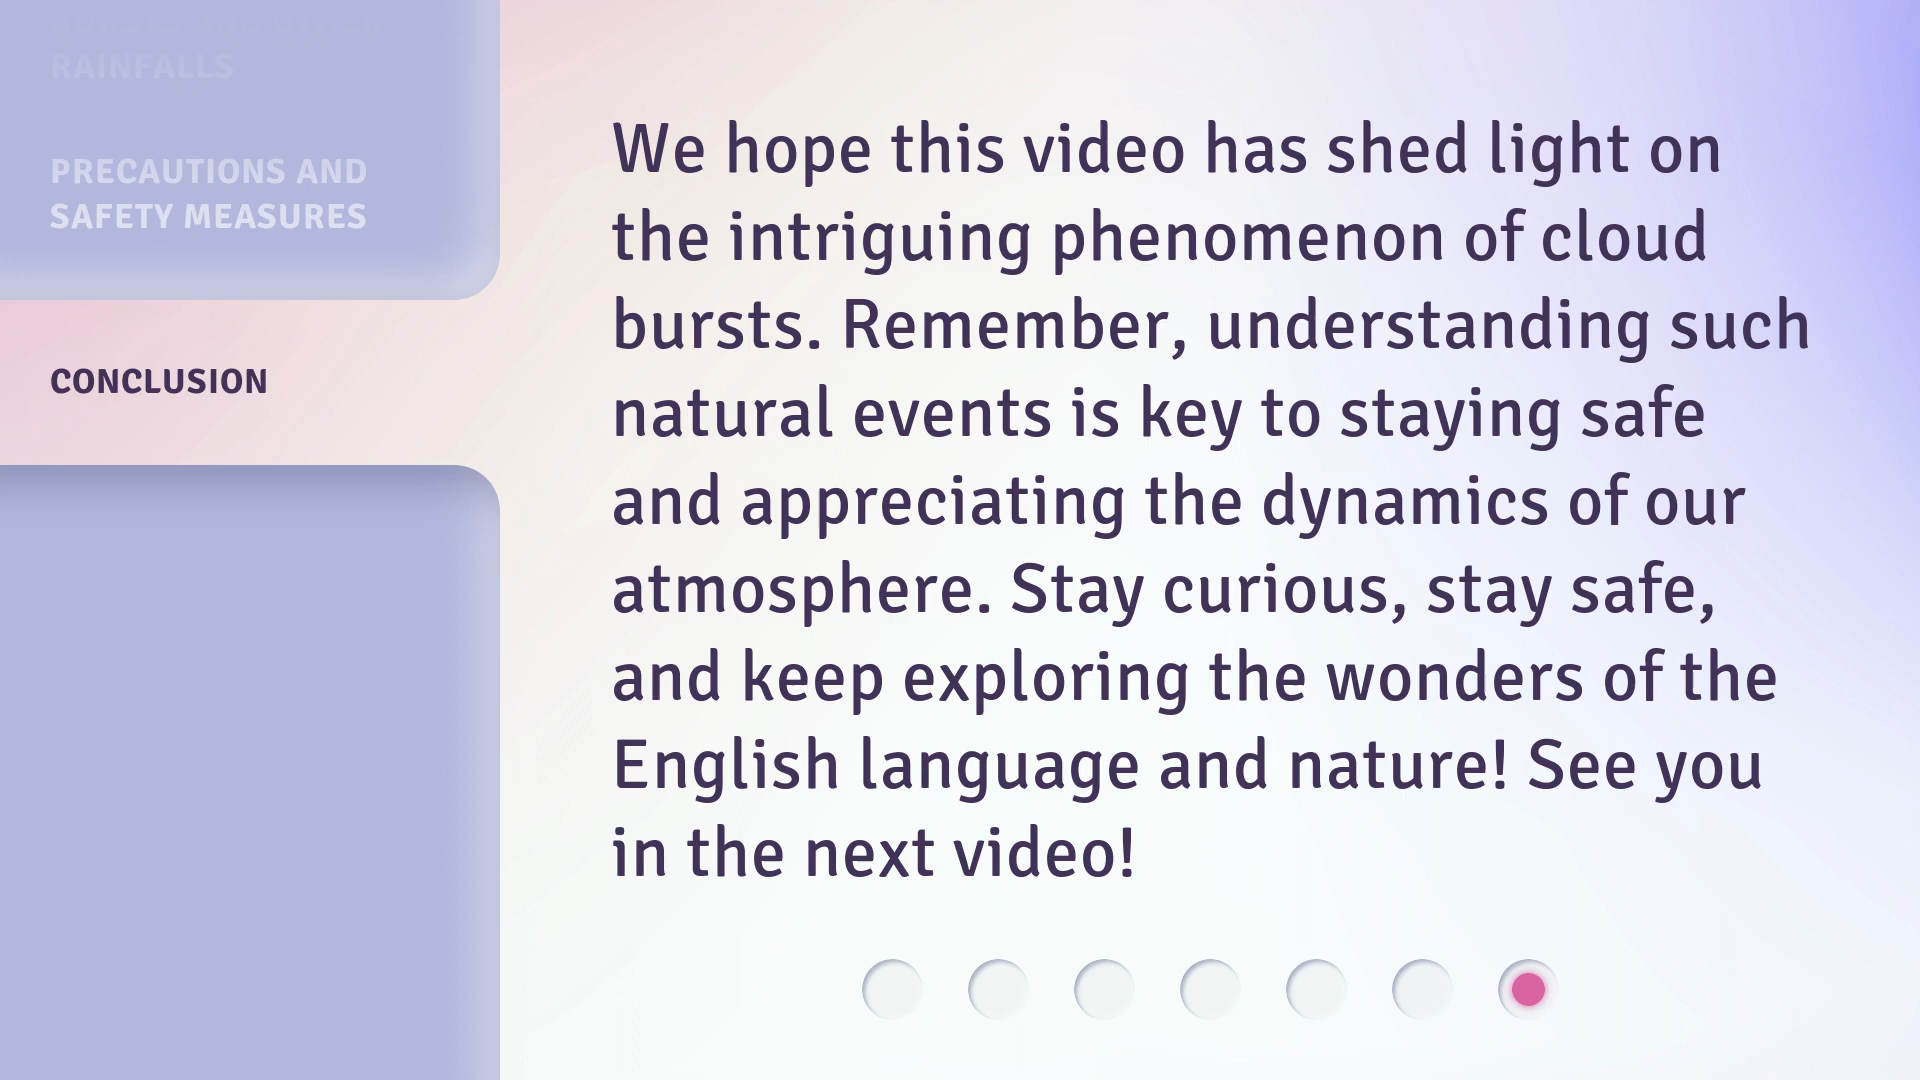 RAINFALLS
PRECAUTIONS AND
SAFETY MEASURES
CONCLUSION
We hope this video has shed light on
the intriguing phenomenon of cloud
bursts. Remember, understanding such
natural events is key to staying safe
and appreciating the dynamics of our
atmosphere. Stay curious, stay safe,
and keep exploring the wonders of the
English language and nature! See you
in the next video!